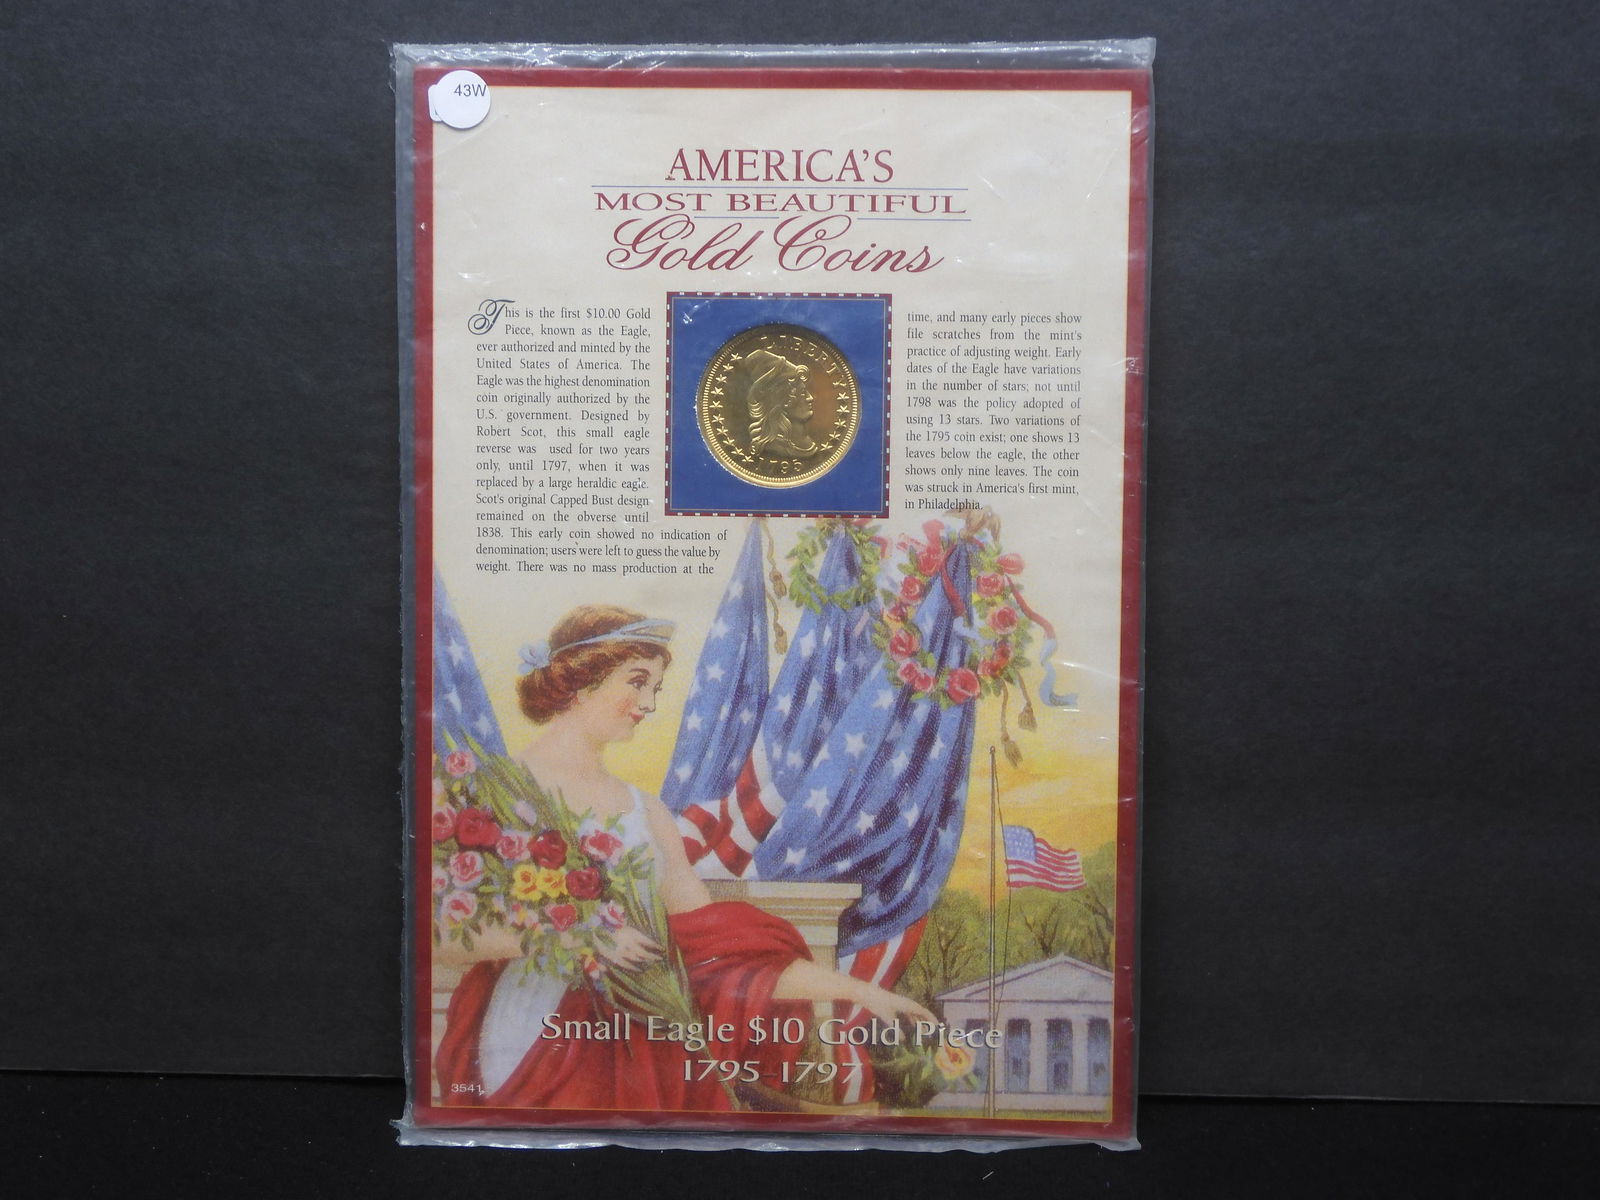 43W
AMERICA'S
MOST BEAUTIFUL
Gold Coins
This is the first $10.00 Gold
Piece, known as the Eagle,
ever authorized and minted by the
United States of America. The
Eagle was the highest denomination
coin originally authorized by the
U.S. government. Designed by
Robert Scot, this small eagle
reverse was used for two years
only, until 1797, when it was
replaced by a large heraldic eagle.
Scot's original Capped Bust design
remained on the obverse until
1838. This early coin showed no indication of
denomination; users were left to guess the value by
weight. There was no mass production at the
LIBERTY
1795
time, and many early pieces show
file scratches from the mint's
practice of adjusting weight. Early
dates of the Eagle have variations
in the number of stars; not until
1798 was the policy adopted of
using 13 stars. Two variations of
the 1795 coin exist; one shows 13
leaves below the eagle, the other
shows only nine leaves. The coin
was struck in America's first mint,
in Philadelphia.
Small Eagle $10 Gold Piece
1795-1797
3541